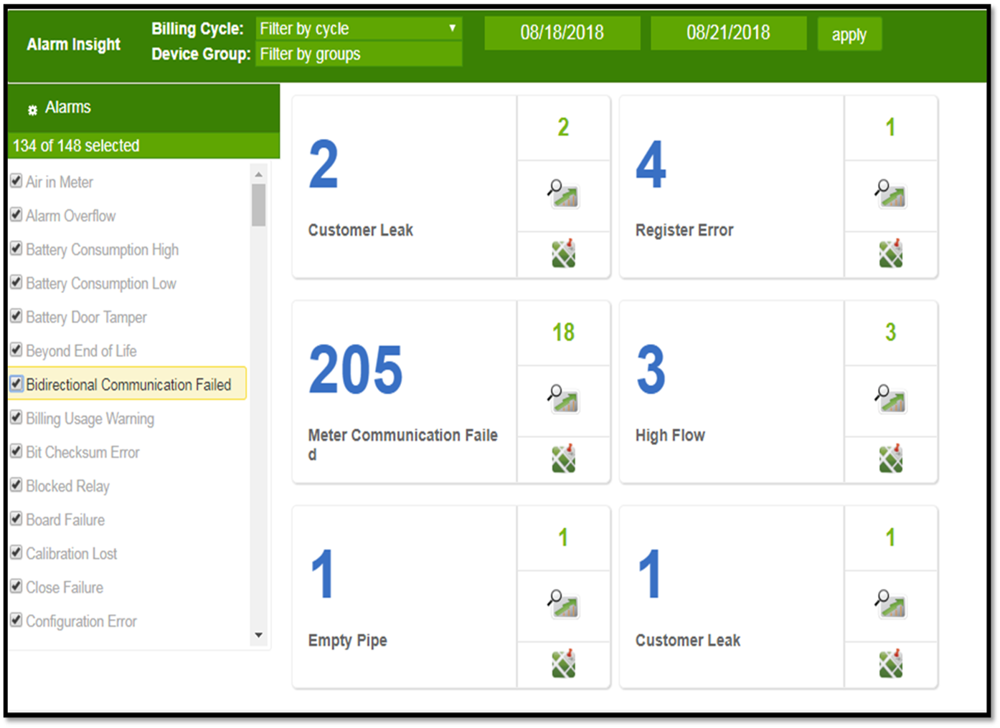 Alarm Insight
Billing Cycle: Filter by cycle
Device Group: Filter by groups
08/18/2018
08/21/2018
apply
Alarms
134 of 148 selected
Air in Meter
Alarm Overflow
Battery Consumption High
Battery Consumption Low
Battery Door Tamper
Beyond End of Life
Bidirectional Communication Failed
Billing Usage Warning
Bit Checksum Error
Blocked Relay
Board Failure
Calibration Lost
Close Failure
Configuration Error
2
2
Customer Leak
4
1
Register Error
205
18
Meter Communication Faile
d
3
3
High Flow
1
1
Empty Pipe
1
1
Customer Leak